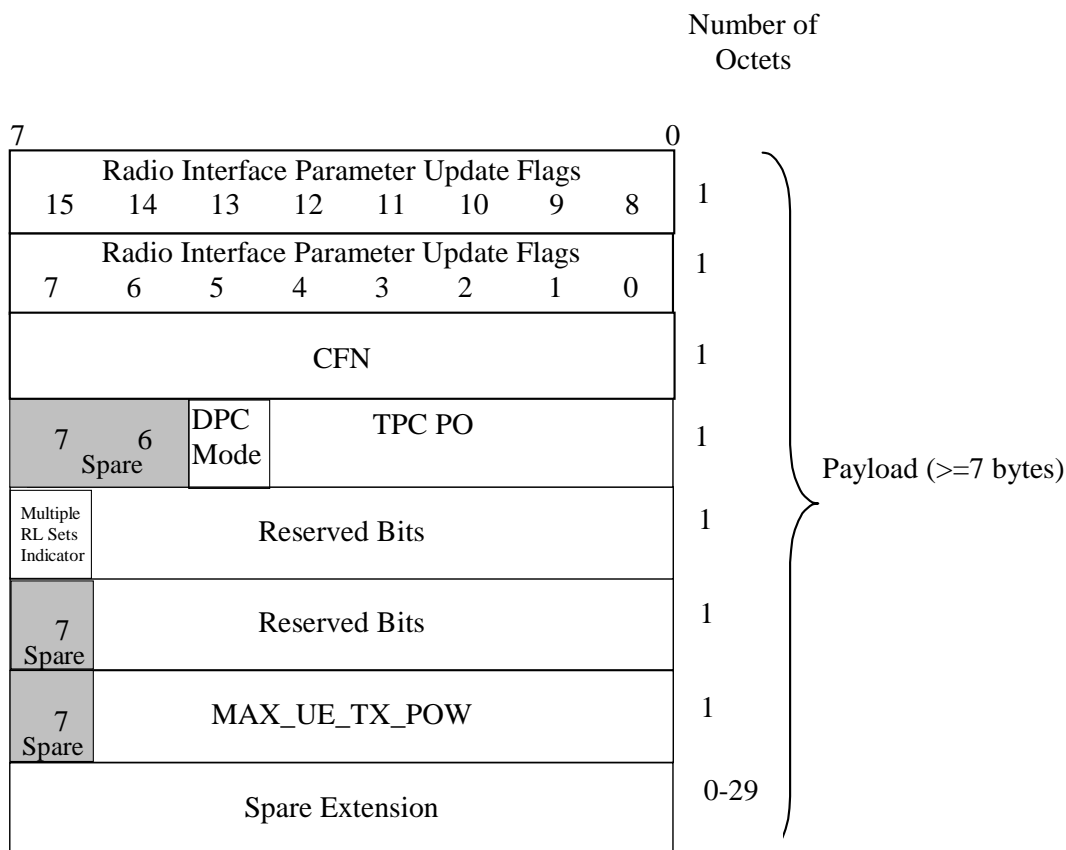 Number of
Octets
7 0
Radio Interface Parameter Update Flags
15 14 13 12 11 10 9 8
1
Radio Interface Parameter Update Flags
7 6 5 4 3 2 1 0
1
CFN
1
7 6
Spare
DPC
Mode
TPC PO
1
Multiple
RL Sets
Indicator
Reserved Bits
1
7
Spare
Reserved Bits
1
7
Spare
MAX_UE_TX_POW
1
Spare Extension
0-29
Payload (>=7 bytes)